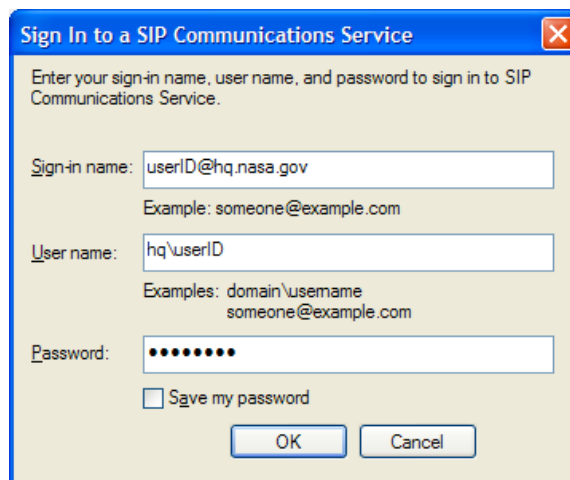 Sign In to a SIP Communications Service
Enter your sign-in name, user name, and password to sign in to SIP
Communications Service.
Sign-in name: userID@hq.nasa.gov
Example: someone@example.com
User name: hq\userID
Examples: domain\username
someone@example.com
Password: ••••••••
Save my password
OK Cancel